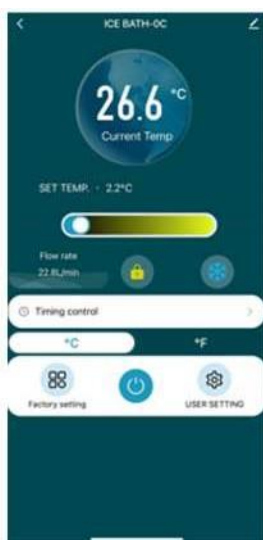 ICE BATH-0C
26.6 °C
Current Temp
SET TEMP. · 2.2°C
Flow rate
22.8L/min
Timing control
°C °F
Factory setting USER SETTING